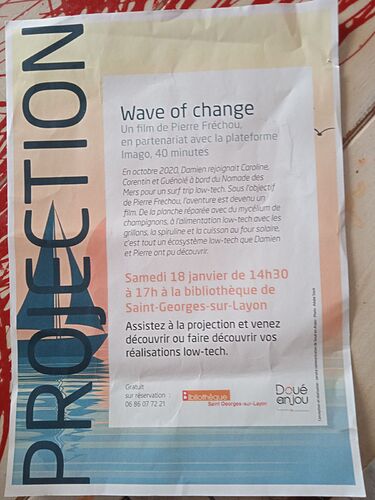 PROJECTION
Wave of change
Un film de Pierre Fréchou,
en partenariat avec la plateforme
Imago, 40 minutes
En octobre 2020, Damien rejoignait Caroline,
Corentin et Guénolé à bord du Nomade des
Mers pour un surf trip low-tech. Sous l'objectif
de Pierre Frechou, l'aventure est devenu un
film. De la planche réparée avec du mycélium de
champignons, à l'alimentation low-tech avec les
grillons, la spiruline et la cuisson au four solaire,
c'est tout un écosystème low-tech que Damien
et Pierre ont pu découvrir.
Samedi 18 janvier de 14h30
à 17h à la bibliothèque de
Saint-Georges-sur-Layon
Assistez à la projection et venez
découvrir ou faire découvrir vos
réalisations low-tech.
Gratuit
sur réservation :
06 86 07 72 21
Bibliothèque
Saint Georges-sur-Layon
Doué
en anjou